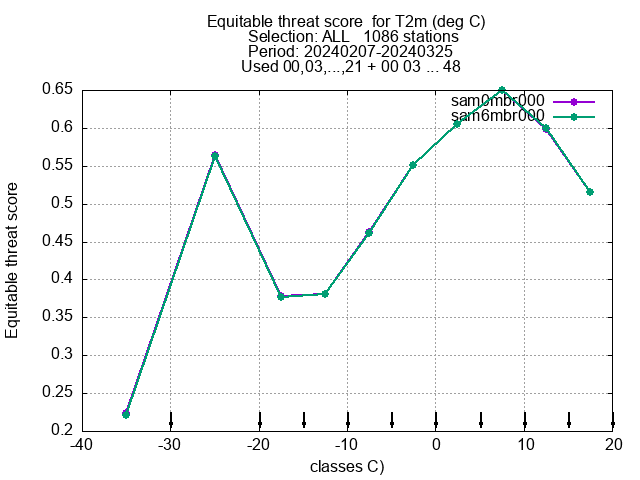 Equitable threat score  for T2m (deg C)
Selection: ALL   1086 stations
Period: 20240207-20240325
Used 00,03,...,21 + 00 03 ... 48
sam0mbr000
sam6mbr000
0.65
0.6
0.55
0.5
0.45
0.4
0.35
0.3
0.25
0.2
Equitable threat score
-40 -30 -20 -10 0 10 20
classes C)